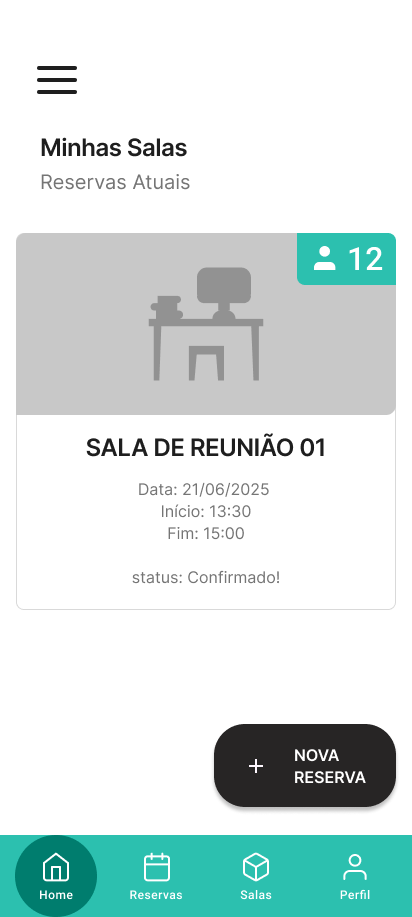 Minhas Salas
Reservas Atuais
12
SALA DE REUNIÃO 01
Data: 21/06/2025
Início: 13:30
Fim: 15:00
status: Confirmado!
NOVA
RESERVA
Home
Reservas
Salas
Perfil